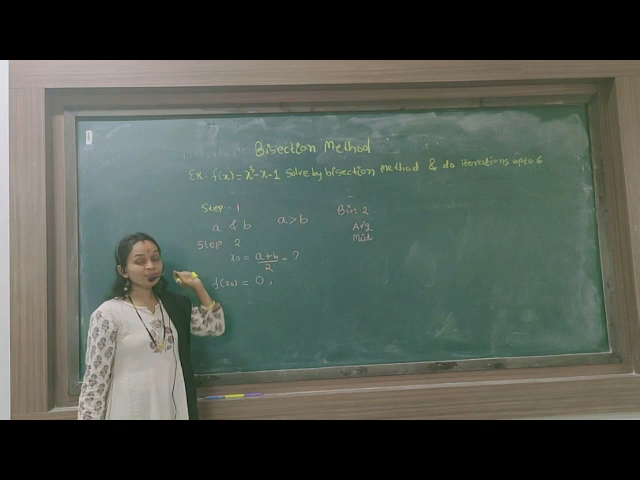 Bisection Method
Ex: f(x) = x³-x-1 solve by bisection method & do iterations upto 6
Step - 1
a & b a>b
Step 2
x0 = a+b/2 = ?
f(x0) = 0,
Bis: 2
Avg
Mid